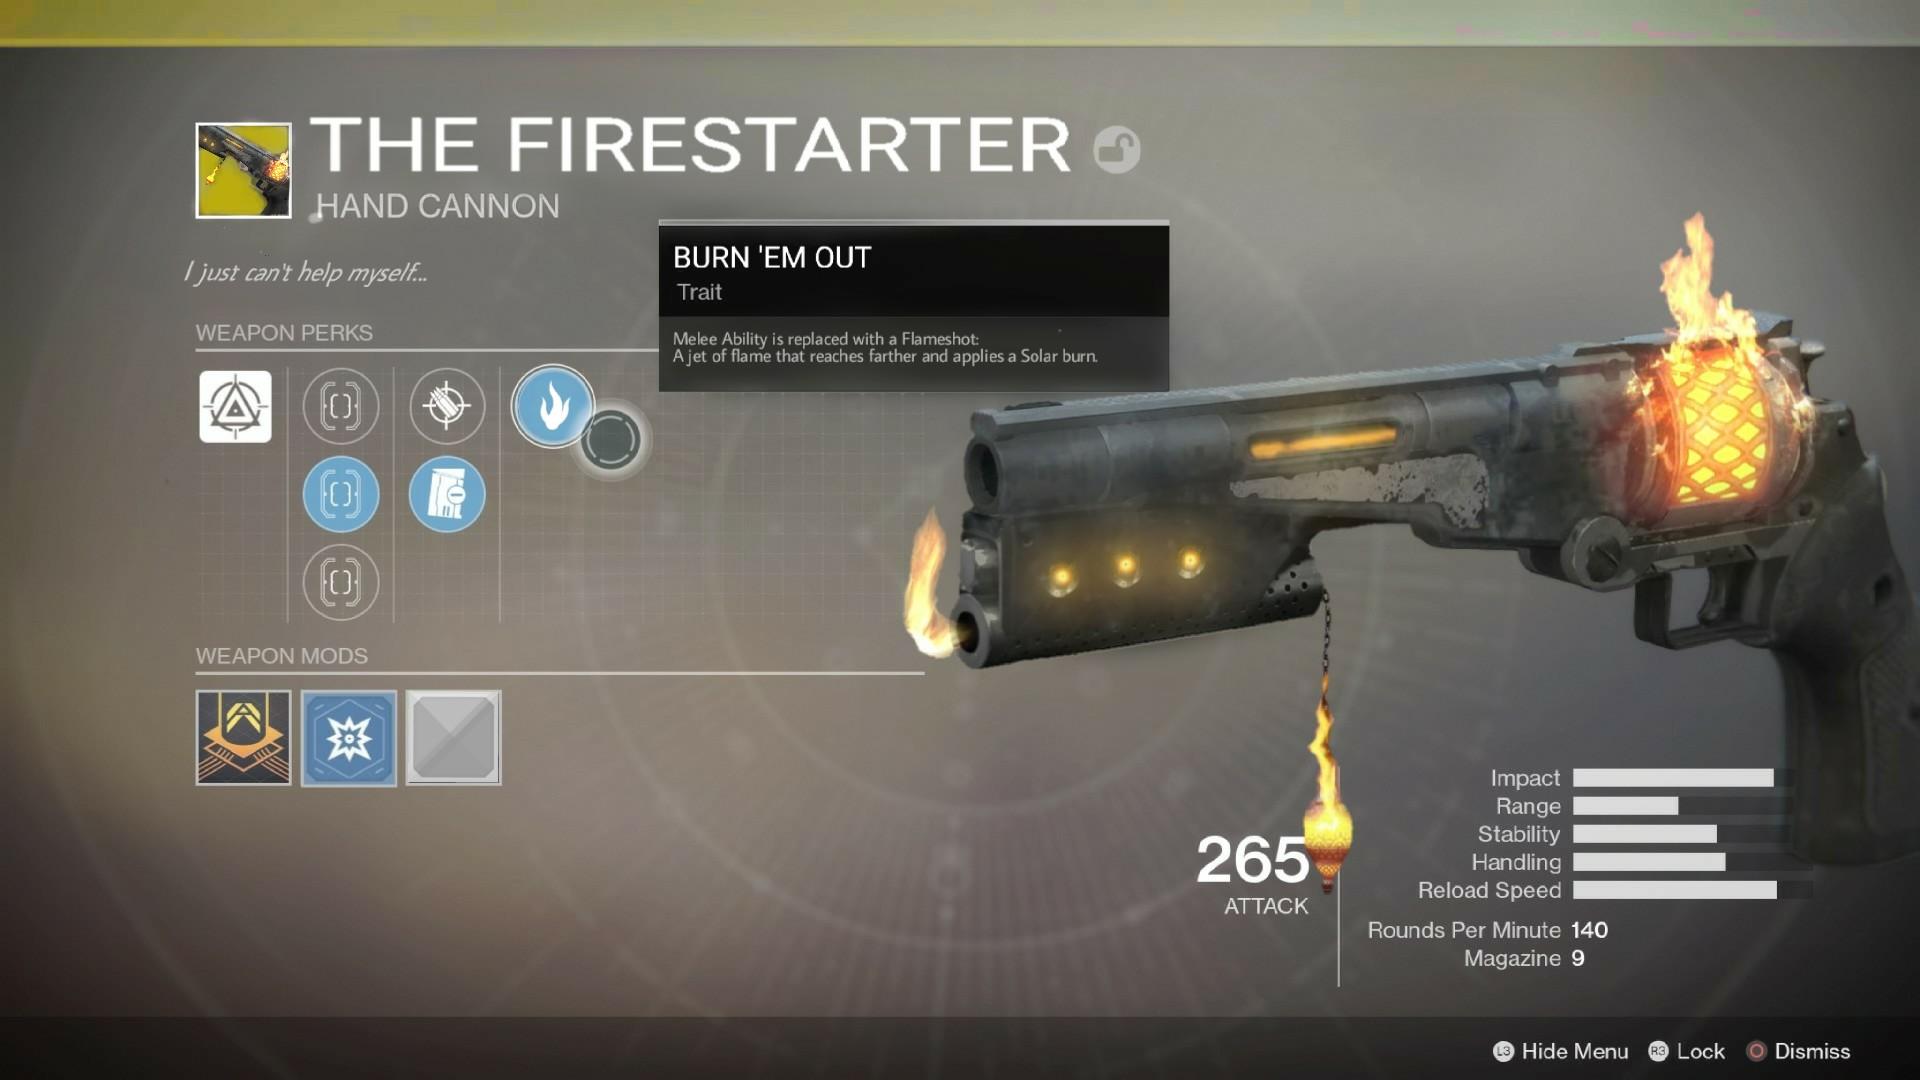 THE FIRESTARTER
HAND CANNON
I just can't help myself...
BURN 'EM OUT
Trait
Melee Ability is replaced with a Flameshot:
A jet of flame that reaches farther and applies a Solar burn.
WEAPON PERKS
WEAPON MODS
265
ATTACK
Impact
Range
Stability
Handling
Reload Speed
Rounds Per Minute 140
Magazine 9
L3 Hide Menu R3 Lock Dismiss